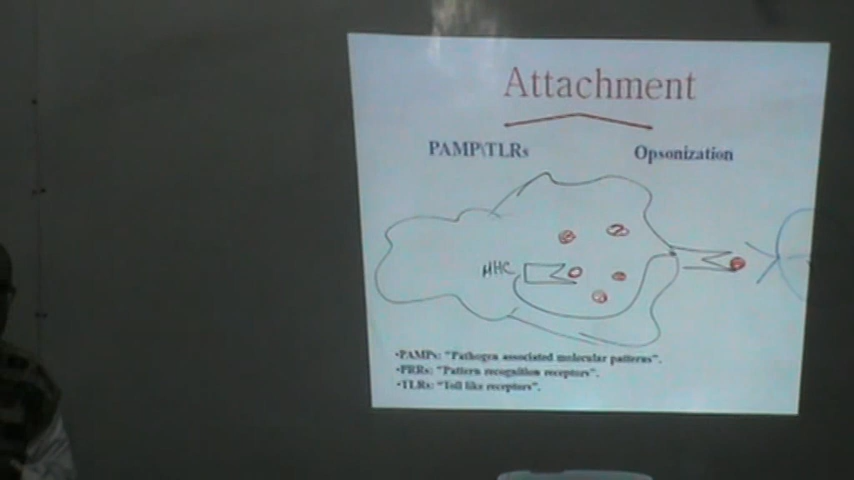 Attachment
PAMP\TLRs
Opsonization
MHC
•PAMPs: "Pathogen associated molecular patterns".
•PRRs: "Pattern recognition receptors".
•TLRs: "Toll like receptors".